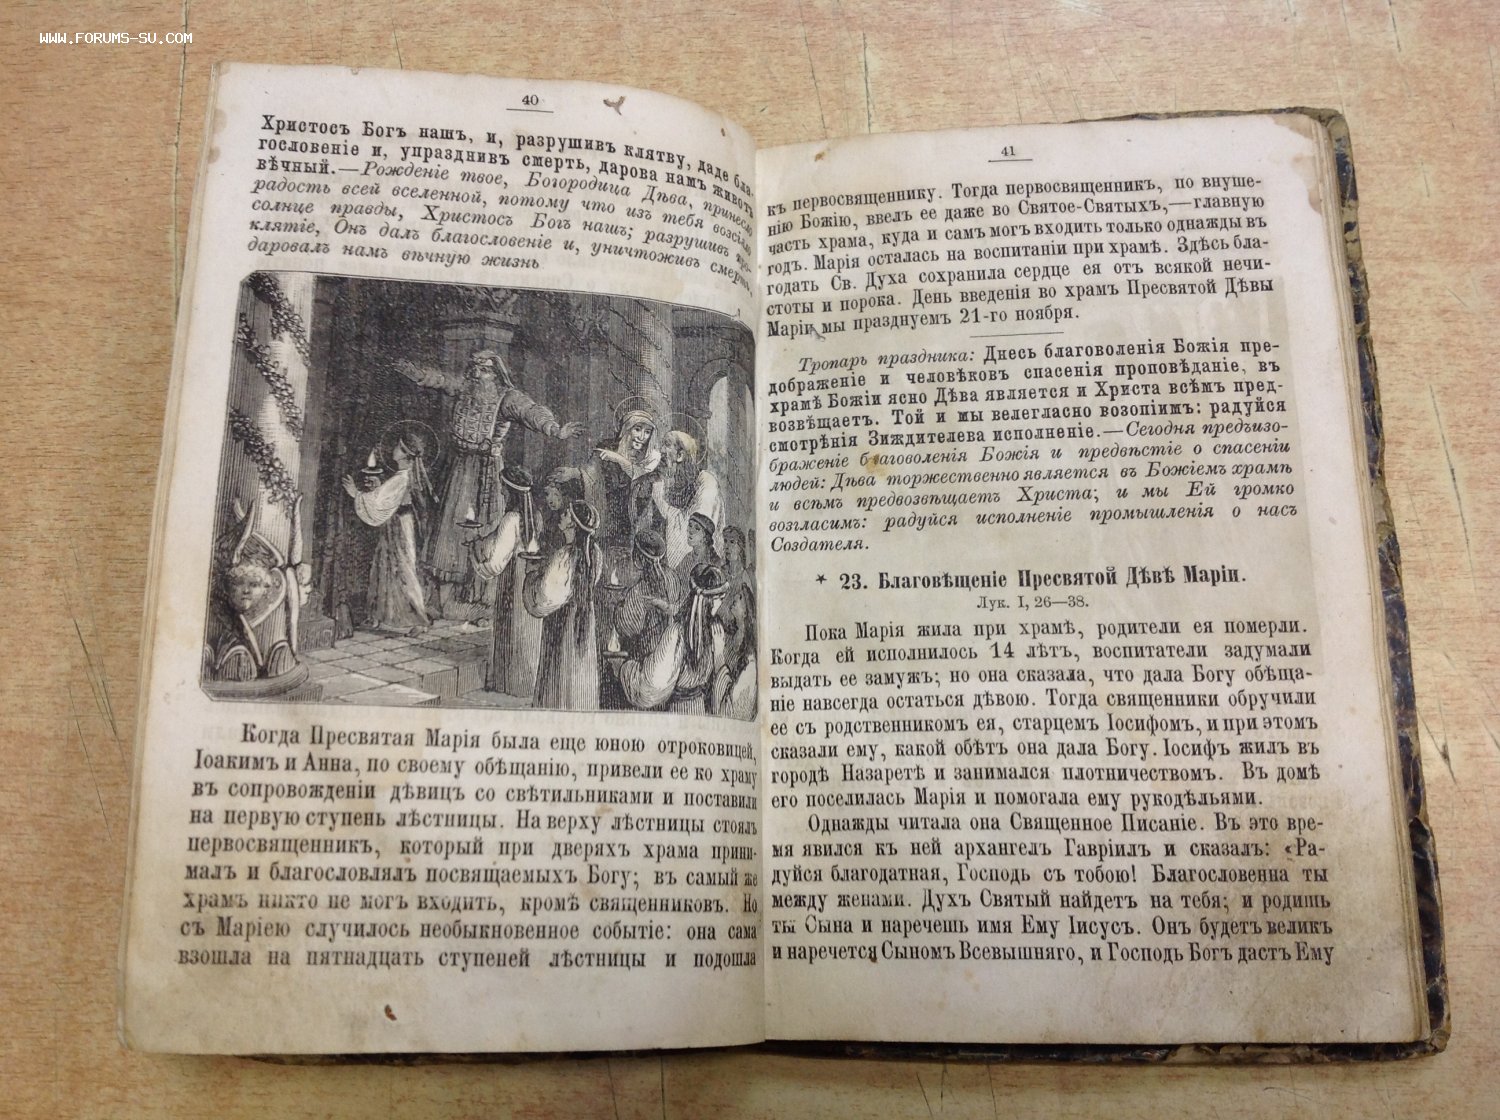 WWW.FORUMS-SU.COM
40
Христосъ Богъ нашъ, и, разрушивъ клятву, даде бла-
гословеніе и, упразднивъ смерть, дарова намъ животъ
вѣчный.—Рожденіе твое, Богородица Дѣва, принесло
радость всей вселенной, потому что изъ тебя возсіяло
солнце правды, Христосъ Богъ нашъ; разрушивъ про-
клятіе, Онъ далъ благословеніе и, уничтоживъ смерть,
даровалъ намъ вѣчную жизнь
Когда Пресвятая Марія была еще юною отроковицей,
Іоакимъ и Анна, по своему обѣщанію, привели ее ко храму
въ сопровожденіи дѣвицъ со свѣтильниками и поставили
на первую ступень лѣстницы. На верху лѣстницы стоялъ
первосвященникъ, который при дверяхъ храма прини-
малъ и благословлялъ посвящаемыхъ Богу; въ самый же
храмъ никто не могъ входить, кромѣ священниковъ. Но
съ Маріею случилось необыкновенное событіе: она сама
взошла на пятнадцать ступеней лѣстницы и подошла
41
къ первосвященнику. Тогда первосвященникъ, по внуше-
нію Божію, ввелъ ее даже во Святое-Святыхъ,—главную
часть храма, куда и самъ могъ входить только однажды въ
годъ. Марія осталась на воспитаніи при храмѣ. Здѣсь бла-
годать Св. Духа сохранила сердце ея отъ всякой нечи-
стоты и порока. День введенія во храмъ Пресвятой Дѣвы
Маріи мы празднуемъ 21-го ноября.
Тропарь праздника: Днесь благоволенія Божія пре-
дображеніе и человѣковъ спасенія проповѣданіе, въ
храмѣ Божіи ясно Дѣва является и Христа всѣмъ пред-
возвѣщаетъ. Той и мы велегласно возопіимъ: радуйся
смотрѣнія Зиждителева исполненіе.—Сегодня предъизо-
браженіе благоволенія Божія и предвѣстіе о спасеніи
людей: Дѣва торжественно является въ Божіемъ храмѣ
и всѣмъ предвозвѣщаетъ Христа; и мы Ей громко
возгласимъ: радуйся исполненіе промышленія о насъ
Создателя.
* 23. Благовѣщеніе Пресвятой Дѣвѣ Маріи.
Лук. I, 26—38.
Пока Марія жила при храмѣ, родители ея померли.
Когда ей исполнилось 14 лѣтъ, воспитатели задумали
выдать ее замужъ; но она сказала, что дала Богу обѣща-
ніе навсегда остаться дѣвою. Тогда священники обручили
ее съ родственникомъ ея, старцемъ Іосифомъ, и при этомъ
сказали ему, какой обѣтъ она дала Богу. Іосифъ жилъ въ
городѣ Назаретѣ и занимался плотничествомъ. Въ домѣ
его поселилась Марія и помогала ему рукодѣльями.
Однажды читала она Священное Писаніе. Въ это вре-
мя явился къ ней архангелъ Гавріилъ и сказалъ: «Ра-
дуйся благодатная, Господь съ тобою! Благословенна ты
между женами. Духъ Святый найдетъ на тебя; и родишь
ты Сына и наречешь имя Ему Іисусъ. Онъ будетъ великъ
и наречется Сыномъ Всевышняго, и Господь Богъ дастъ Ему